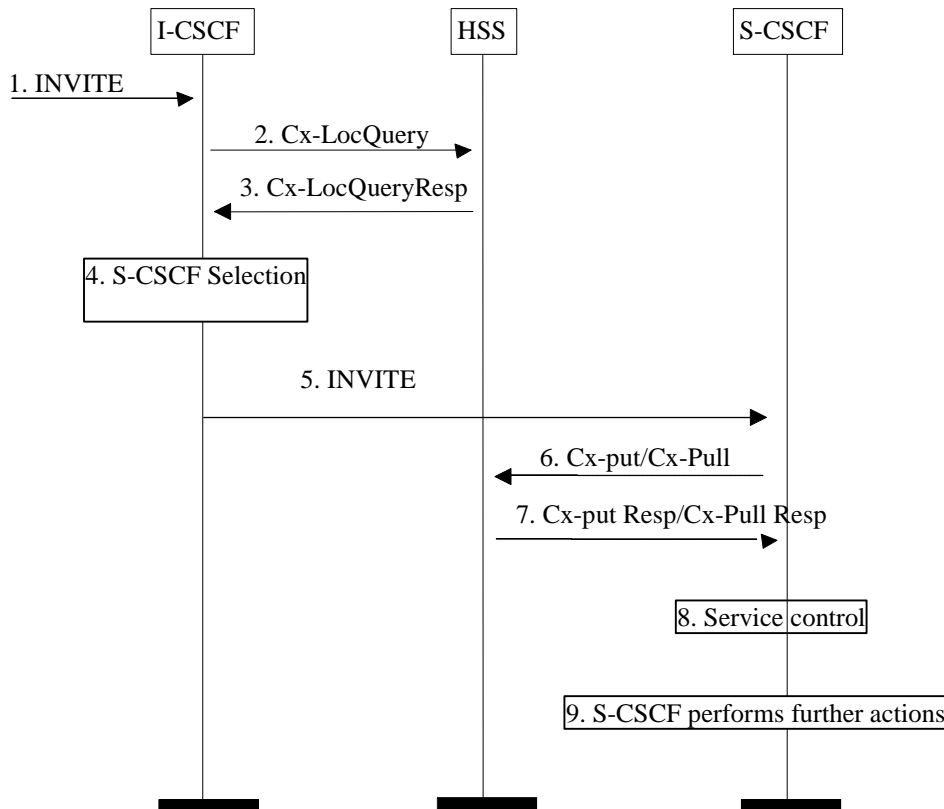 I-CSCF
HSS
S-CSCF
1. INVITE
2. Cx-LocQuery
3. Cx-LocQueryResp
4. S-CSCF Selection
5. INVITE
6. Cx-put/Cx-Pull
7. Cx-put Resp/Cx-Pull Resp
8. Service control
9. S-CSCF performs further actions